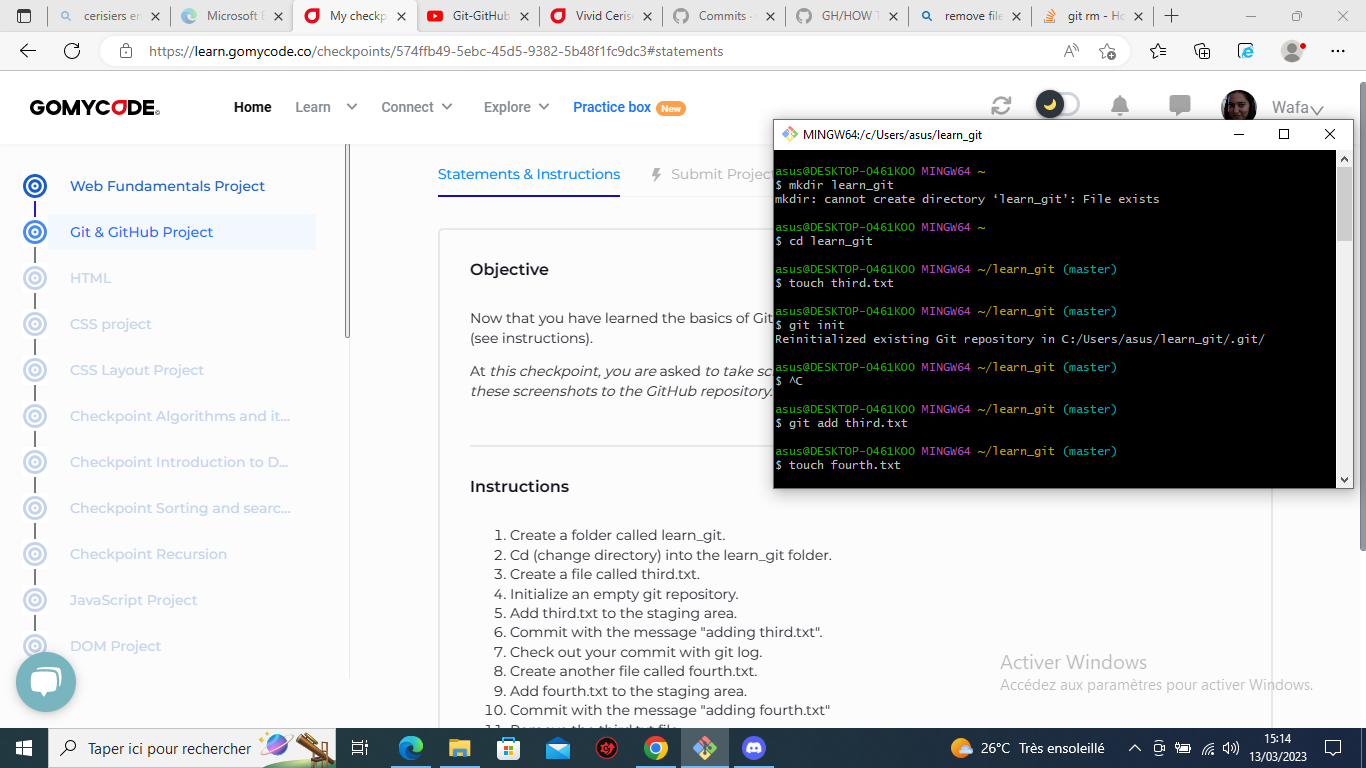 cerisiers en
Microsoft E
My checkp
Git-GitHub
Vivid Ceris
Commits -
GH/HOW T
remove file
git rm - Ho
https://learn.gomycode.co/checkpoints/574ffb49-5ebc-45d5-9382-5b48f1fc9dc3#statements
GOMYCODE
Home
Learn
Connect
Explore
Practice box
New
Wafa
Web Fundamentals Project
Git & GitHub Project
HTML
CSS project
CSS Layout Project
Checkpoint Algorithms and it...
Checkpoint Introduction to D...
Checkpoint Sorting and searc...
Checkpoint Recursion
JavaScript Project
DOM Project
Statements & Instructions
Submit Project
Objective
Now that you have learned the basics of Git
(see instructions).
At this checkpoint, you are asked to take sc
these screenshots to the GitHub repository.
Instructions
1. Create a folder called learn_git.
2. Cd (change directory) into the learn_git folder.
3. Create a file called third.txt.
4. Initialize an empty git repository.
5. Add third.txt to the staging area.
6. Commit with the message "adding third.txt".
7. Check out your commit with git log.
8. Create another file called fourth.txt.
9. Add fourth.txt to the staging area.
10. Commit with the message "adding fourth.txt"
11. Remove the third.txt file
MINGW64:/c/Users/asus/learn_git
asus@DESKTOP-O461KOO MINGW64 ~
$ mkdir learn_git
mkdir: cannot create directory ‘learn_git’: File exists
asus@DESKTOP-O461KOO MINGW64 ~
$ cd learn_git
asus@DESKTOP-O461KOO MINGW64 ~/learn_git (master)
$ touch third.txt
asus@DESKTOP-O461KOO MINGW64 ~/learn_git (master)
$ git init
Reinitialized existing Git repository in C:/Users/asus/learn_git/.git/
asus@DESKTOP-O461KOO MINGW64 ~/learn_git (master)
$ ^C
asus@DESKTOP-O461KOO MINGW64 ~/learn_git (master)
$ git add third.txt
asus@DESKTOP-O461KOO MINGW64 ~/learn_git (master)
$ touch fourth.txt
Activer Windows
Accédez aux paramètres pour activer Windows.
Taper ici pour rechercher
26°C Très ensoleillé
15:14
13/03/2023